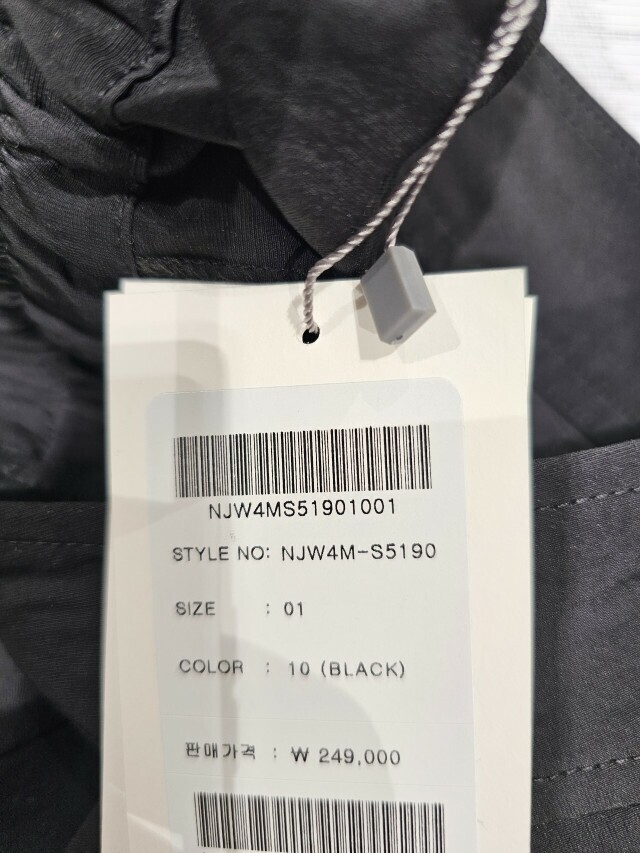 NJW4MS51901001
STYLE NO: NJW4M-S5190
SIZE : 01
COLOR : 10 (BLACK)
판매가격 : ₩ 249,000